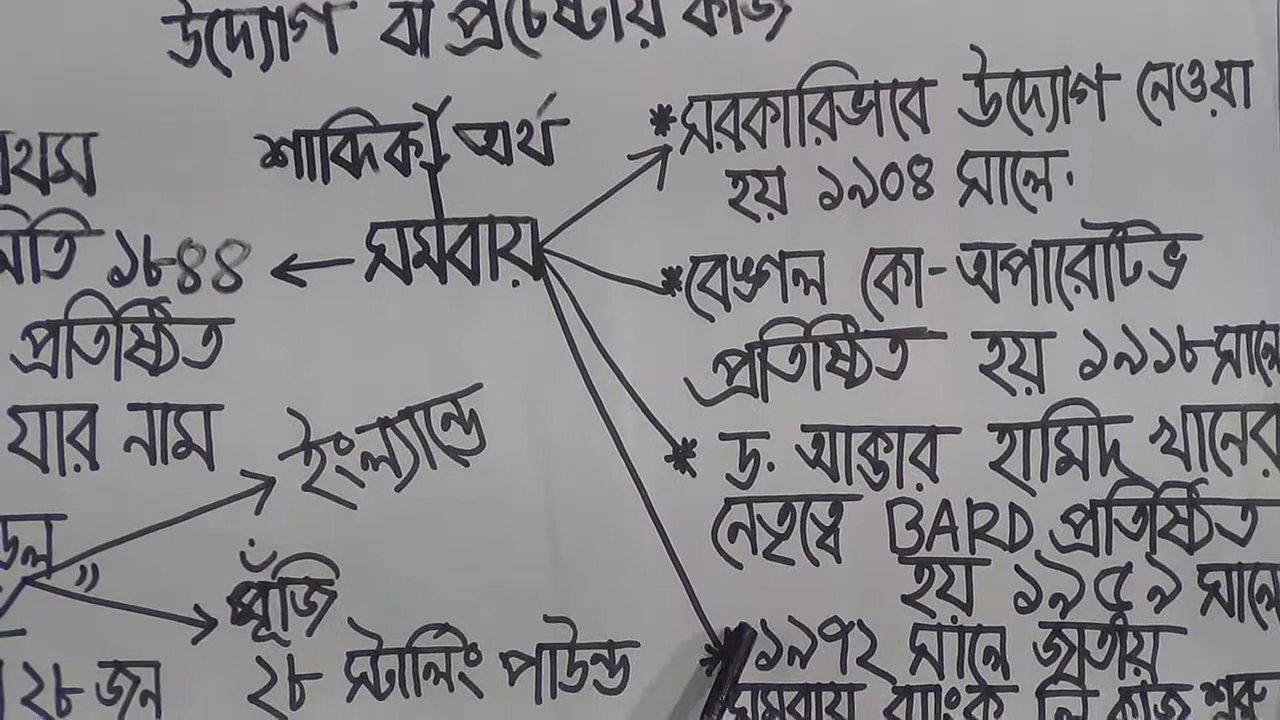 উদ্যোগ বা প্রচেষ্টায় কাজ
শাব্দিক অর্থ
সমবায়
*সরকারিভাবে উদ্যোগ নেওয়া
হয় ১৯০৪ সালে.
*বেঙ্গল কো-অপারেটিভ
প্রতিষ্ঠিত হয় ১৯১৮ সালে
* ড. আক্তার হামিদ খানের
নেতৃত্বে BARD প্রতিষ্ঠিত
হয় ১৯৫৯ সালে
* ১৯৭২ সালে জাতীয়
সমবায় ব্যাংক লি কাজ শুরু
১৮৪৪
প্রতিষ্ঠিত
যার নাম
ইংল্যান্ডে
পুঁজি
২৮ জন
২৮ স্টার্লিং পাউন্ড